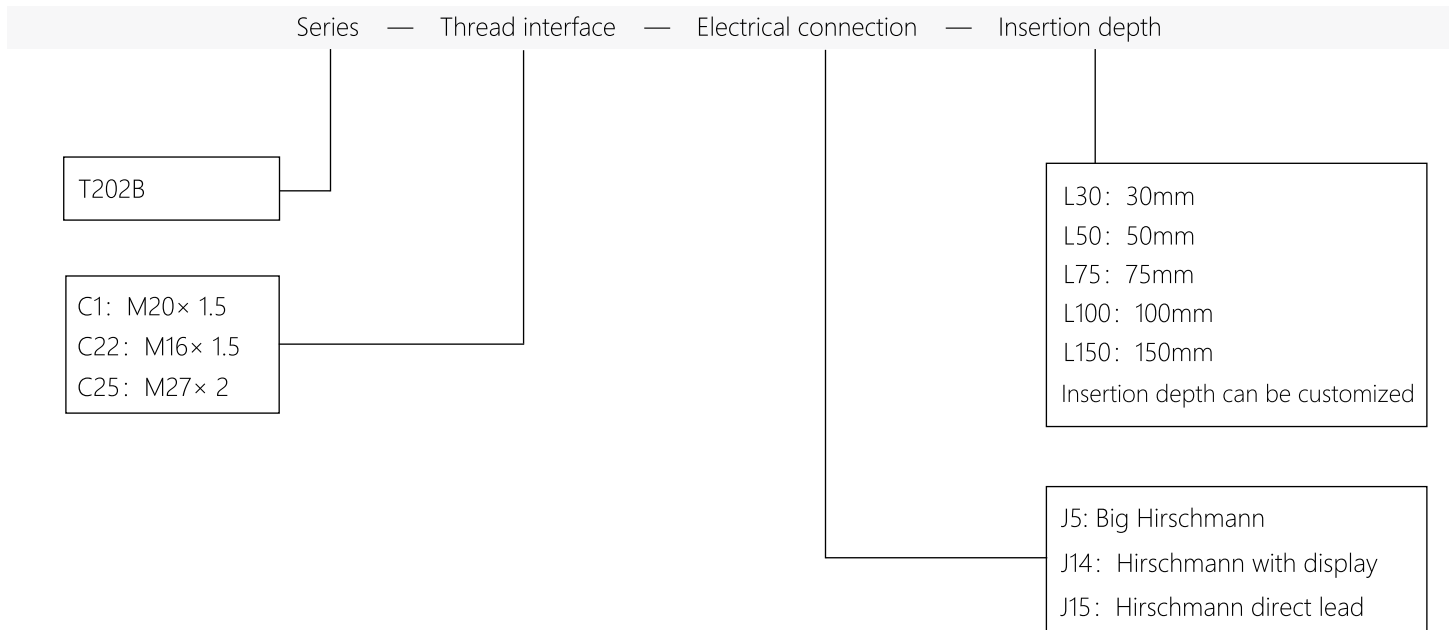 Series — Thread interface — Electrical connection — Insertion depth
T202B
C1：M20× 1.5
C22：M16× 1.5
C25：M27× 2
L30：30mm
L50：50mm
L75：75mm
L100：100mm
L150：150mm
Insertion depth can be customized
J5: Big Hirschmann
J14：Hirschmann with display
J15：Hirschmann direct lead